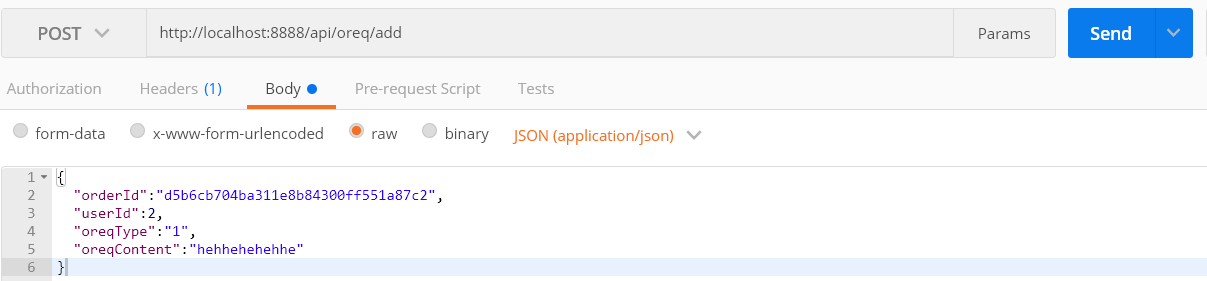 POST http://localhost:8888/api/oreq/add Params Send
Authorization Headers (1) Body Pre-request Script Tests
form-data x-www-form-urlencoded raw binary JSON (application/json)
1 {
2 "orderId":"d5b6cb704ba311e8b84300ff551a87c2",
3 "userId":2,
4 "oreqType":"1",
5 "oreqContent":"hehhehehehhe"
6 }